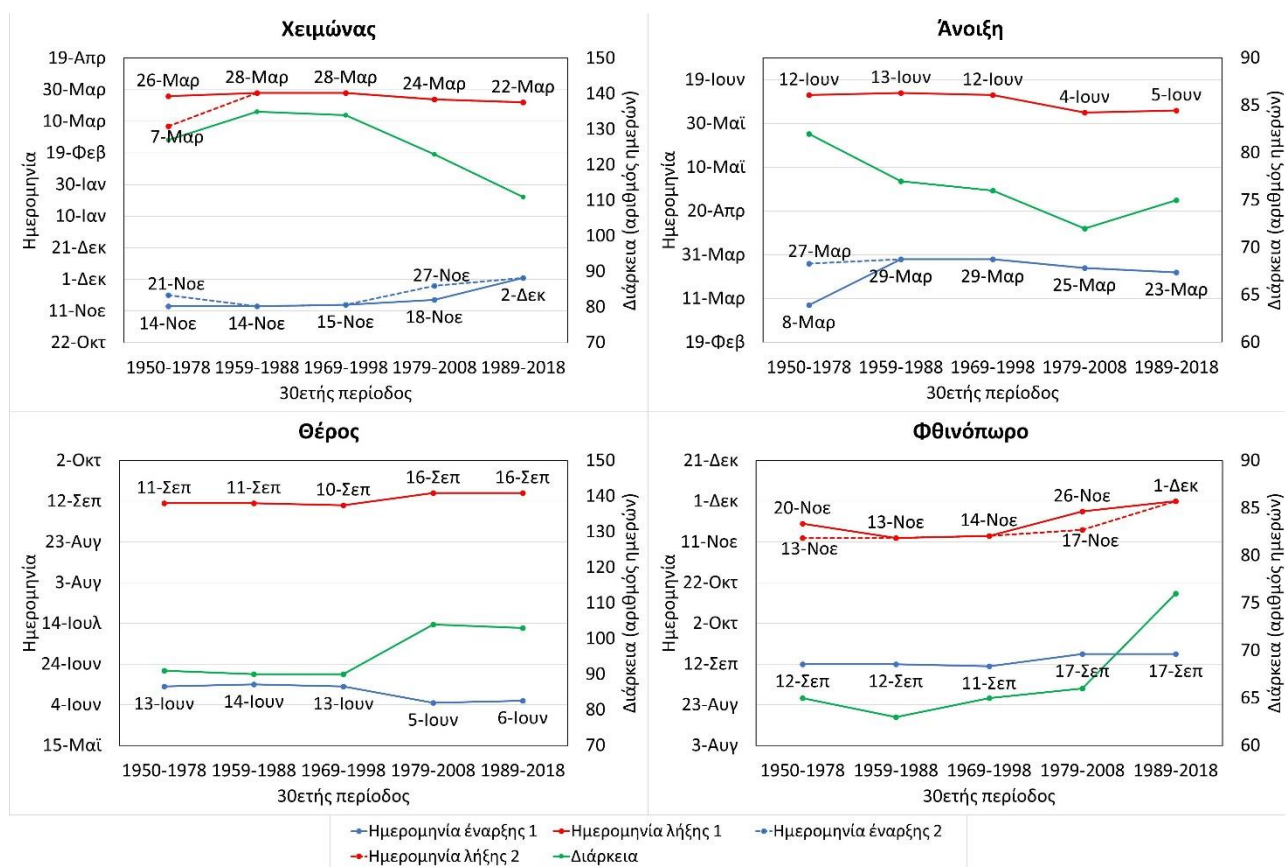 Χειμώνας
19-Απρ
30-Μαρ
10-Μαρ
19-Φεβ
30-Ιαν
10-Ιαν
21-Δεκ
1-Δεκ
11-Νοε
22-Οκτ
Ημερομηνία
26-Μαρ 28-Μαρ 28-Μαρ 24-Μαρ 22-Μαρ
7-Μαρ
21-Νοε 27-Νοε
14-Νοε 14-Νοε 15-Νοε 18-Νοε 2-Δεκ
150
140
130
120
110
100
90
80
70
Διάρκεια (αριθμός ημερών)
1950-1978 1959-1988 1969-1998 1979-2008 1989-2018
30ετής περίοδος
Άνοιξη
19-Ιουν
30-Μαϊ
10-Μαϊ
20-Απρ
31-Μαρ
11-Μαρ
19-Φεβ
Ημερομηνία
12-Ιουν 13-Ιουν 12-Ιουν 4-Ιουν 5-Ιουν
27-Μαρ
8-Μαρ 29-Μαρ 29-Μαρ 25-Μαρ 23-Μαρ
90
85
80
75
70
65
60
Διάρκεια (αριθμός ημερών)
1950-1978 1959-1988 1969-1998 1979-2008 1989-2018
30ετής περίοδος
Θέρος
2-Οκτ
12-Σεπ
23-Αυγ
3-Αυγ
14-Ιουλ
24-Ιουν
4-Ιουν
15-Μαϊ
Ημερομηνία
11-Σεπ 11-Σεπ 10-Σεπ 16-Σεπ 16-Σεπ
13-Ιουν 14-Ιουν 13-Ιουν 5-Ιουν 6-Ιουν
150
140
130
120
110
100
90
80
70
Διάρκεια (αριθμός ημερών)
1950-1978 1959-1988 1969-1998 1979-2008 1989-2018
30ετής περίοδος
Φθινόπωρο
21-Δεκ
1-Δεκ
11-Νοε
22-Οκτ
2-Οκτ
12-Σεπ
23-Αυγ
3-Αυγ
Ημερομηνία
20-Νοε 13-Νοε 14-Νοε 26-Νοε 1-Δεκ
13-Νοε 17-Νοε
12-Σεπ 12-Σεπ 11-Σεπ 17-Σεπ 17-Σεπ
90
85
80
75
70
65
60
Διάρκεια (αριθμός ημερών)
1950-1978 1959-1988 1969-1998 1979-2008 1989-2018
30ετής περίοδος
Ημερομηνία έναρξης 1 Ημερομηνία λήξης 1 Ημερομηνία έναρξης 2
Ημερομηνία λήξης 2 Διάρκεια